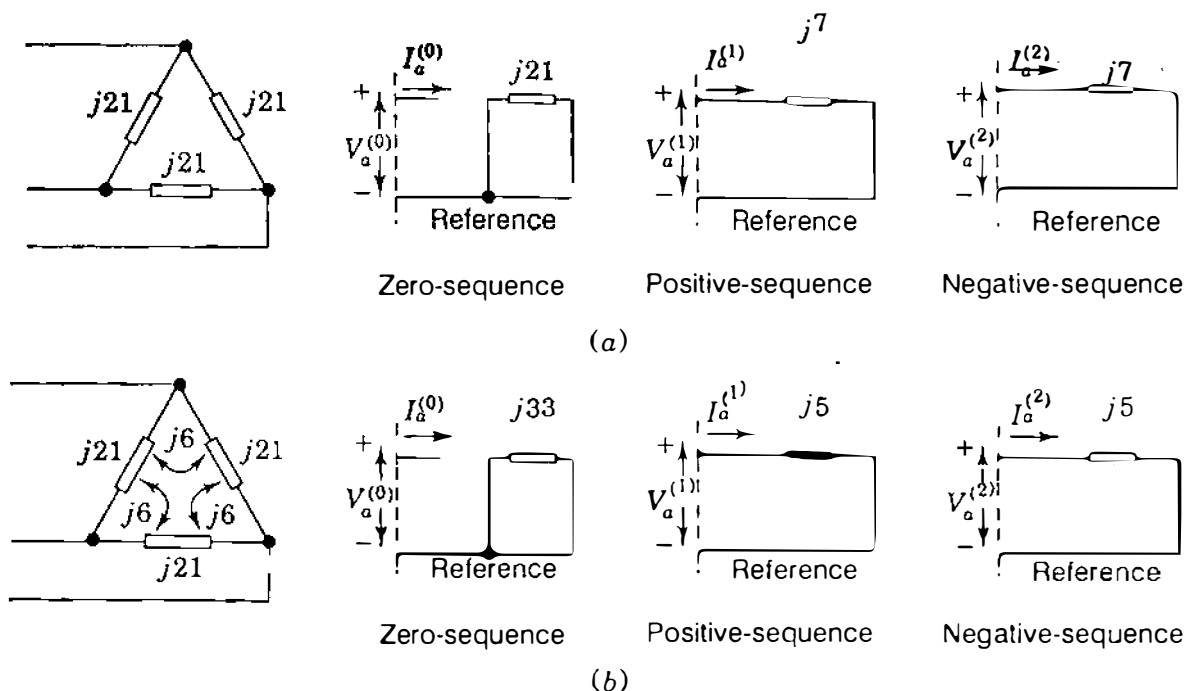 j7
I_a^(0) j21 I_a^(1) I_a^(2) j7
j21 j21
+ + +
V_a^(0) V_a^(1) V_a^(2)
j21
− − −
Reference Reference Reference
Zero-sequence Positive-sequence Negative-sequence
(a)
I_a^(0) j33 I_a^(1) j5 I_a^(2) j5
j21 j6 j21
+ + +
V_a^(0) V_a^(1) V_a^(2)
j6 j6
j21
− − −
Reference Reference Reference
Zero-sequence Positive-sequence Negative-sequence
(b)